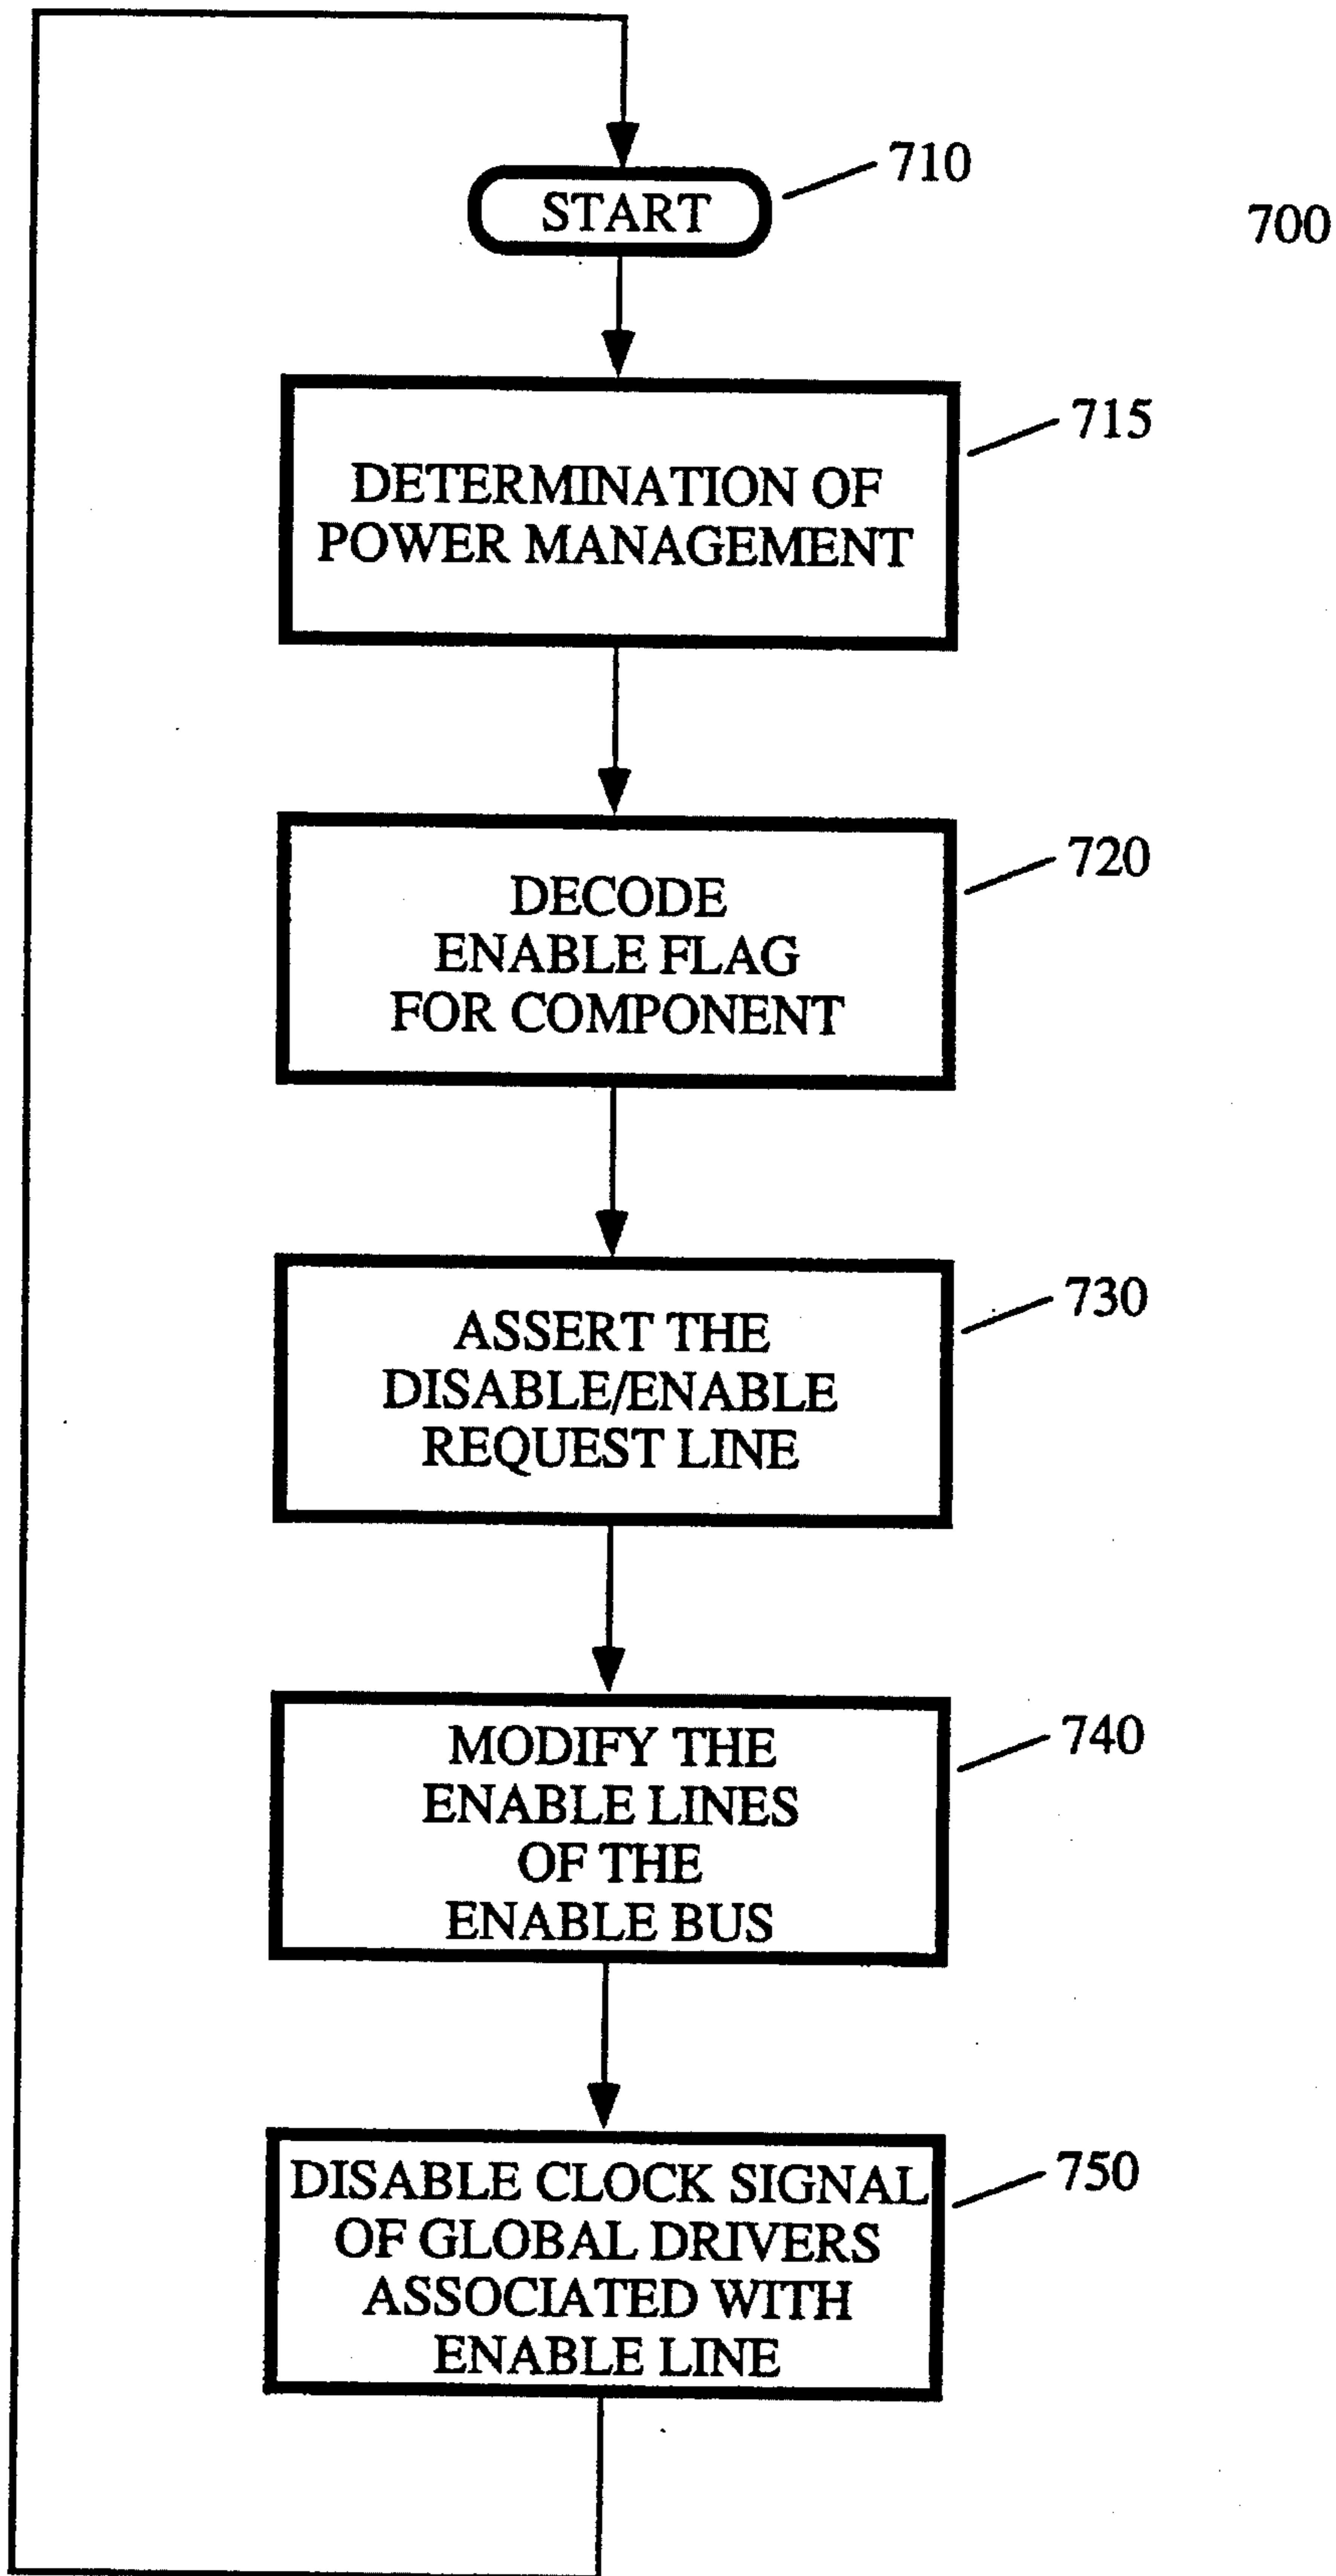 START
710
700
DETERMINATION OF
POWER MANAGEMENT
715
DECODE
ENABLE FLAG
FOR COMPONENT
720
ASSERT THE
DISABLE/ENABLE
REQUEST LINE
730
MODIFY THE
ENABLE LINES
OF THE
ENABLE BUS
740
DISABLE CLOCK SIGNAL
OF GLOBAL DRIVERS
ASSOCIATED WITH
ENABLE LINE
750